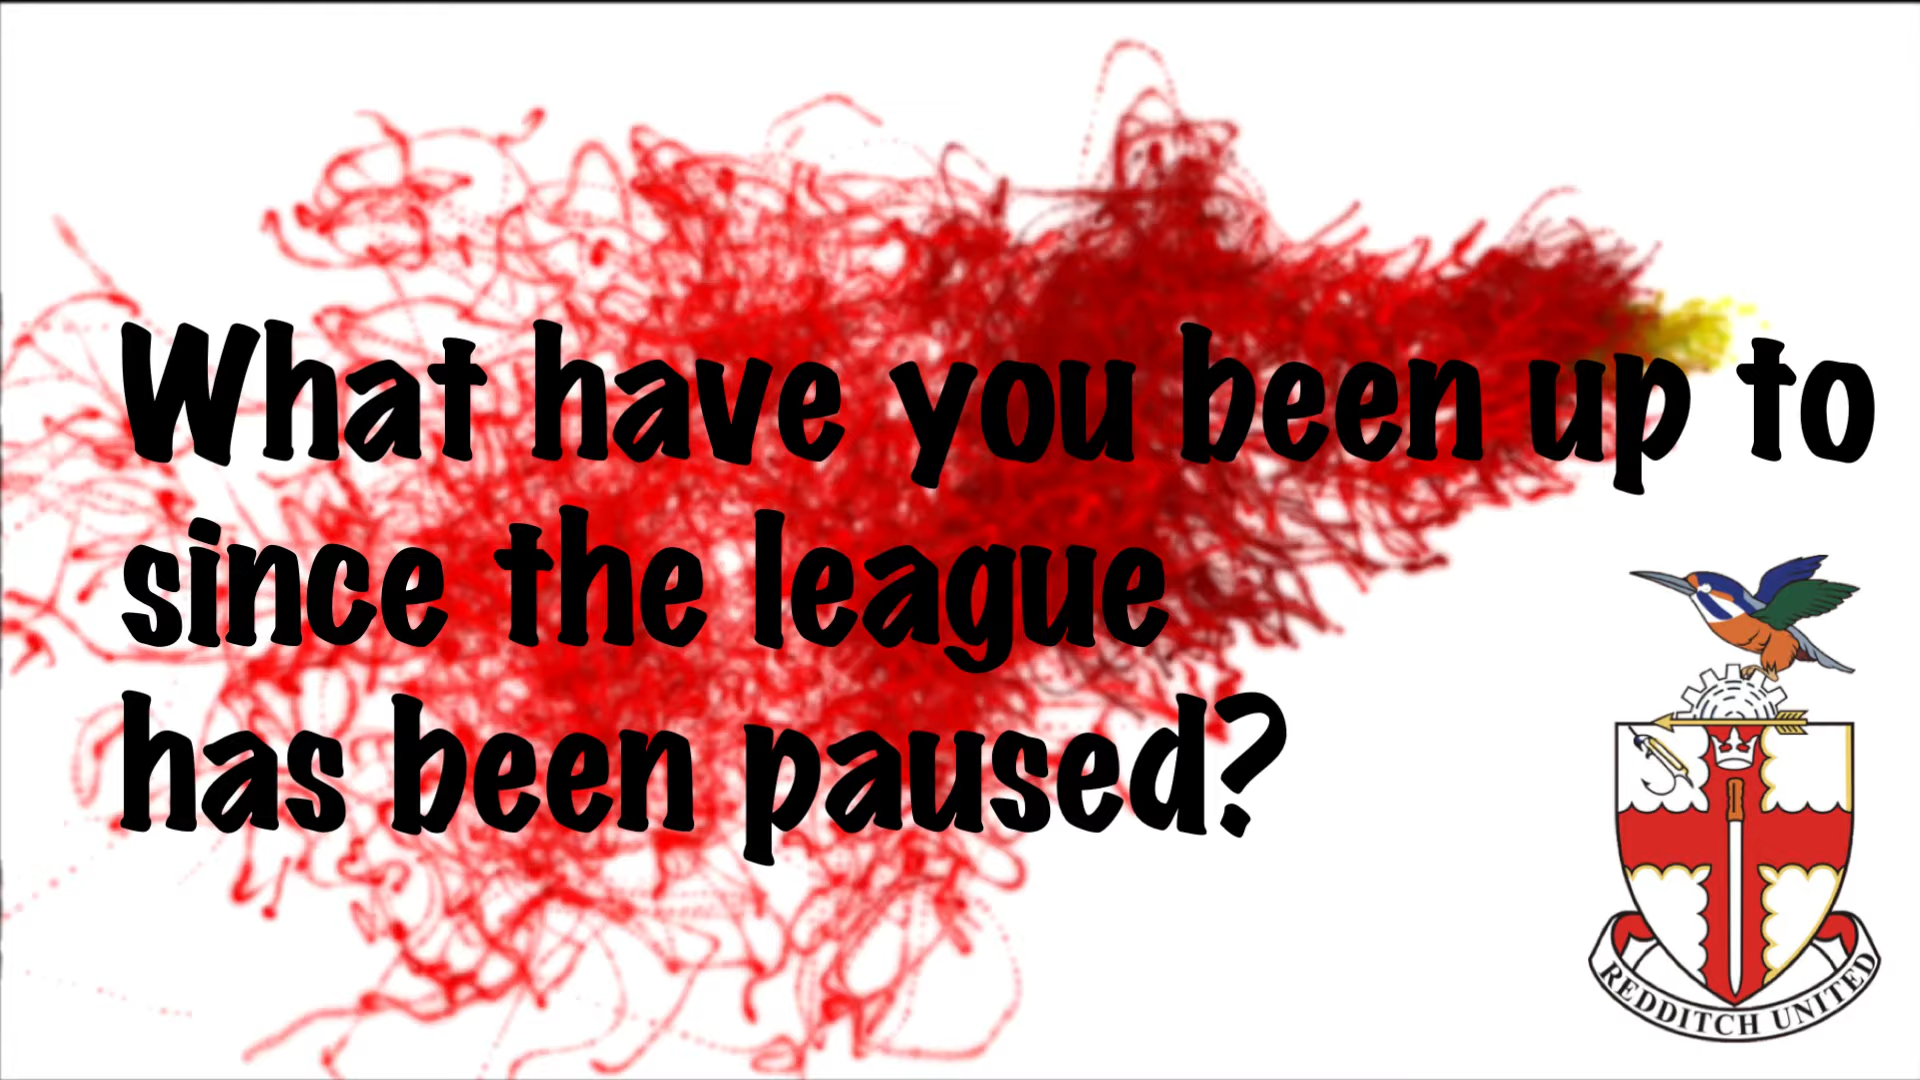 What have you been up to
since the league
has been paused?
REDDITCH UNITED